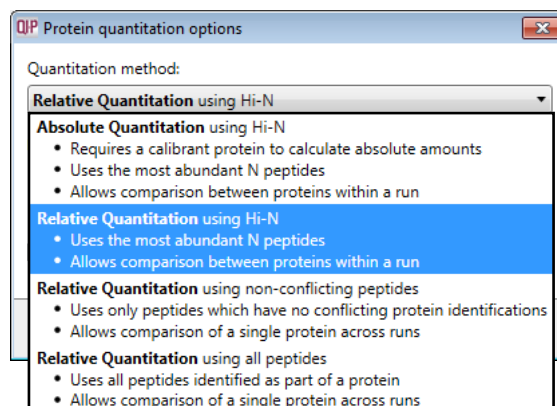 QIP Protein quantitation options
Quantitation method:
Relative Quantitation using Hi-N
Absolute Quantitation using Hi-N
• Requires a calibrant protein to calculate absolute amounts
• Uses the most abundant N peptides
• Allows comparison between proteins within a run
Relative Quantitation using Hi-N
• Uses the most abundant N peptides
• Allows comparison between proteins within a run
Relative Quantitation using non-conflicting peptides
• Uses only peptides which have no conflicting protein identifications
• Allows comparison of a single protein across runs
Relative Quantitation using all peptides
• Uses all peptides identified as part of a protein
• Allows comparison of a single protein across runs